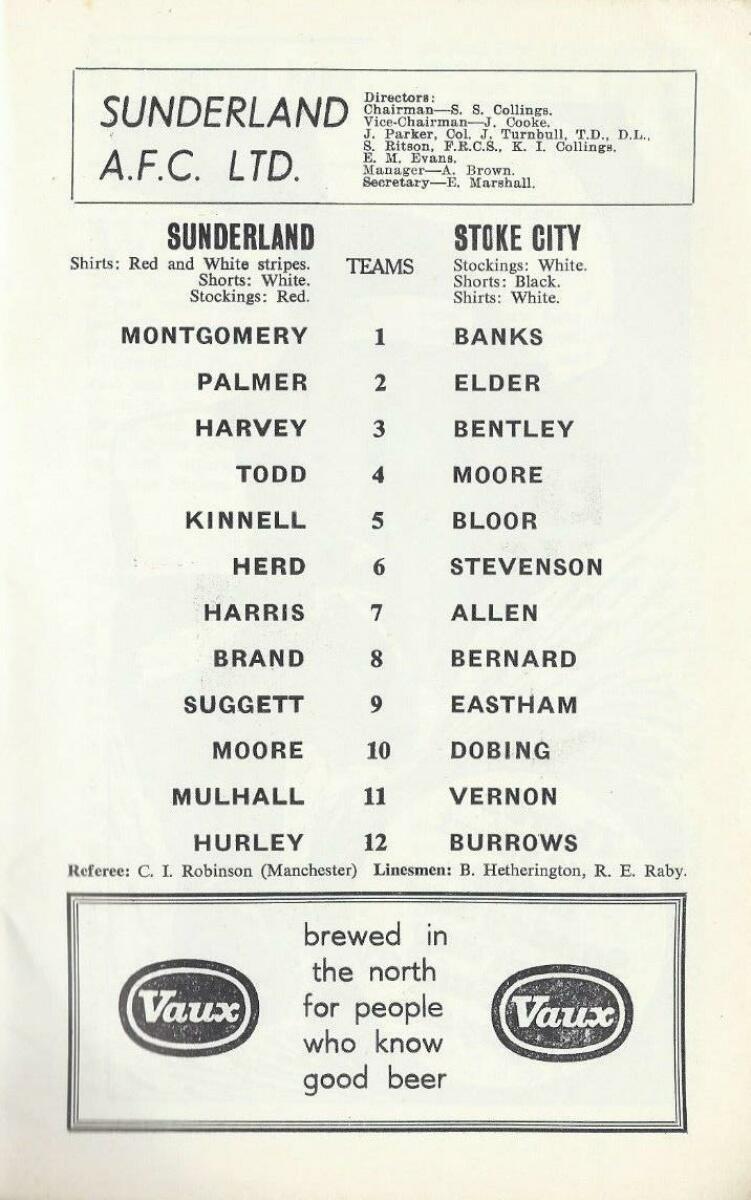 SUNDERLAND
A.F.C. LTD.
Directors:
Chairman—S. S. Collings.
Vice-Chairman—J. Cooke.
J. Parker, Col. J. Turnbull, T.D., D.L.,
S. Ritson, F.R.C.S., K. I. Collings.
E. M. Evans.
Manager—A. Brown.
Secretary—E. Marshall.
SUNDERLAND
Shirts: Red and White stripes.
Shorts: White.
Stockings: Red.
TEAMS
STOKE CITY
Stockings: White.
Shorts: Black.
Shirts: White.
MONTGOMERY 1 BANKS
PALMER 2 ELDER
HARVEY 3 BENTLEY
TODD 4 MOORE
KINNELL 5 BLOOR
HERD 6 STEVENSON
HARRIS 7 ALLEN
BRAND 8 BERNARD
SUGGETT 9 EASTHAM
MOORE 10 DOBING
MULHALL 11 VERNON
HURLEY 12 BURROWS
Referee: C. I. Robinson (Manchester) Linesmen: B. Hetherington, R. E. Raby.
Vaux
brewed in
the north
for people
who know
good beer
Vaux